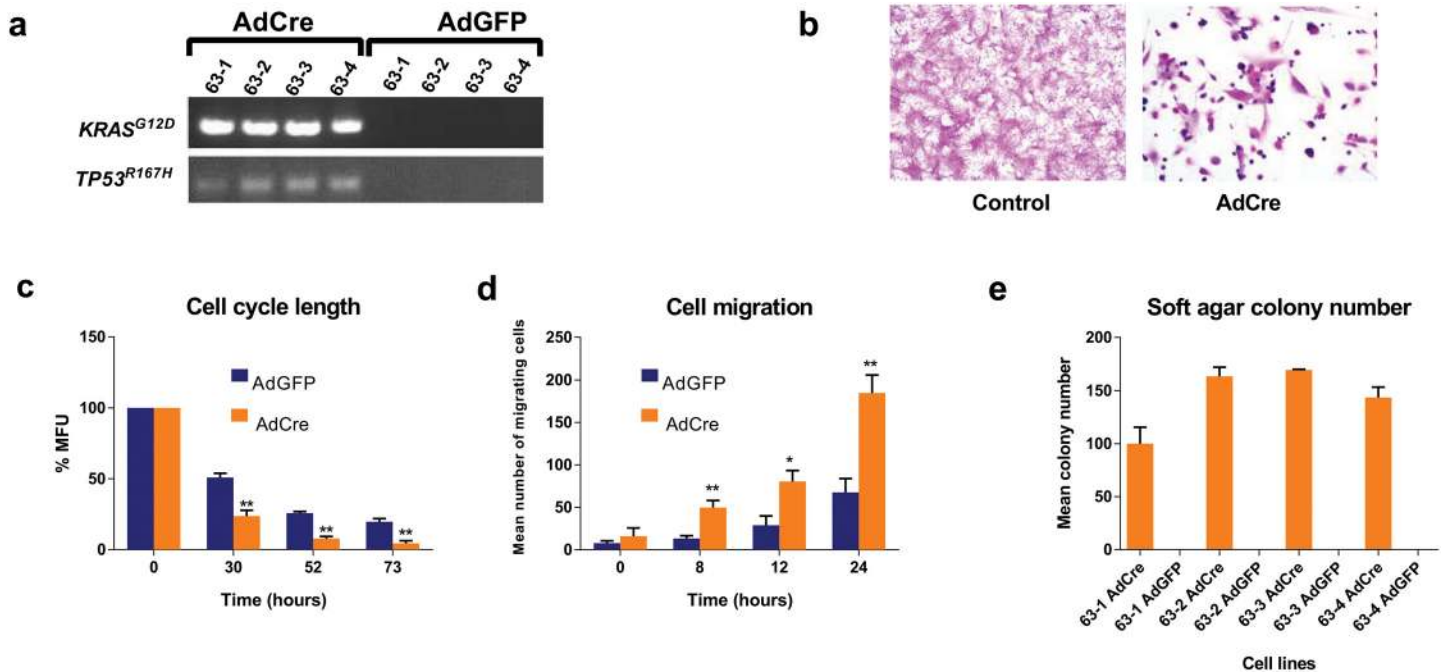 a
AdCre AdGFP
63-1 63-2 63-3 63-4 63-1 63-2 63-3 63-4
KRAS^G12D
TP53^R167H
b
Control AdCre
c
Cell cycle length
% MFU
150
100
50
0
AdGFP
AdCre
** ** **
0 30 52 73
Time (hours)
d
Cell migration
Mean number of migrating cells
250
200
150
100
50
0
AdGFP
AdCre
** * **
0 8 12 24
Time (hours)
e
Soft agar colony number
Mean colony number
200
150
100
50
0
63-1 AdCre
63-1 AdGFP
63-2 AdCre
63-2 AdGFP
63-3 AdCre
63-3 AdGFP
63-4 AdCre
63-4 AdGFP
Cell lines